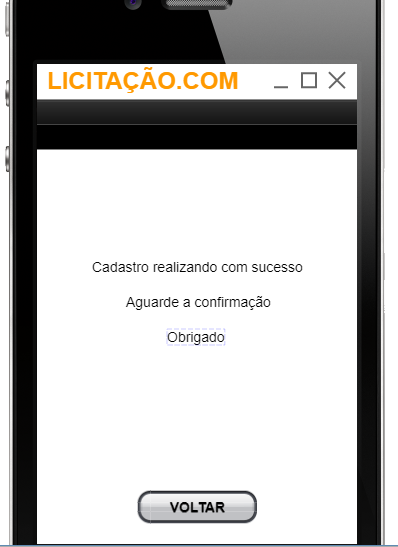 LICITAÇÃO.COM
Cadastro realizando com sucesso
Aguarde a confirmação
Obrigado
VOLTAR